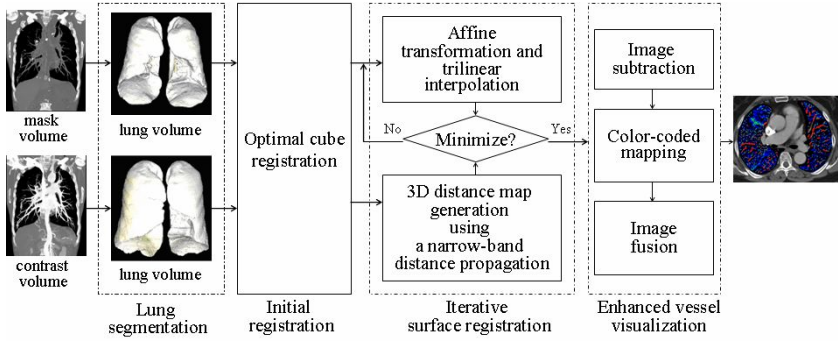 mask
volume
lung volume
contrast
volume
lung volume
Lung
segmentation
Optimal cube
registration
Initial
registration
Affine
transformation and
trilinear
interpolation
No
Minimize?
Yes
3D distance map
generation
using
a narrow-band
distance propagation
Iterative
surface registration
Image
subtraction
Color-coded
mapping
Image
fusion
Enhanced vessel
visualization